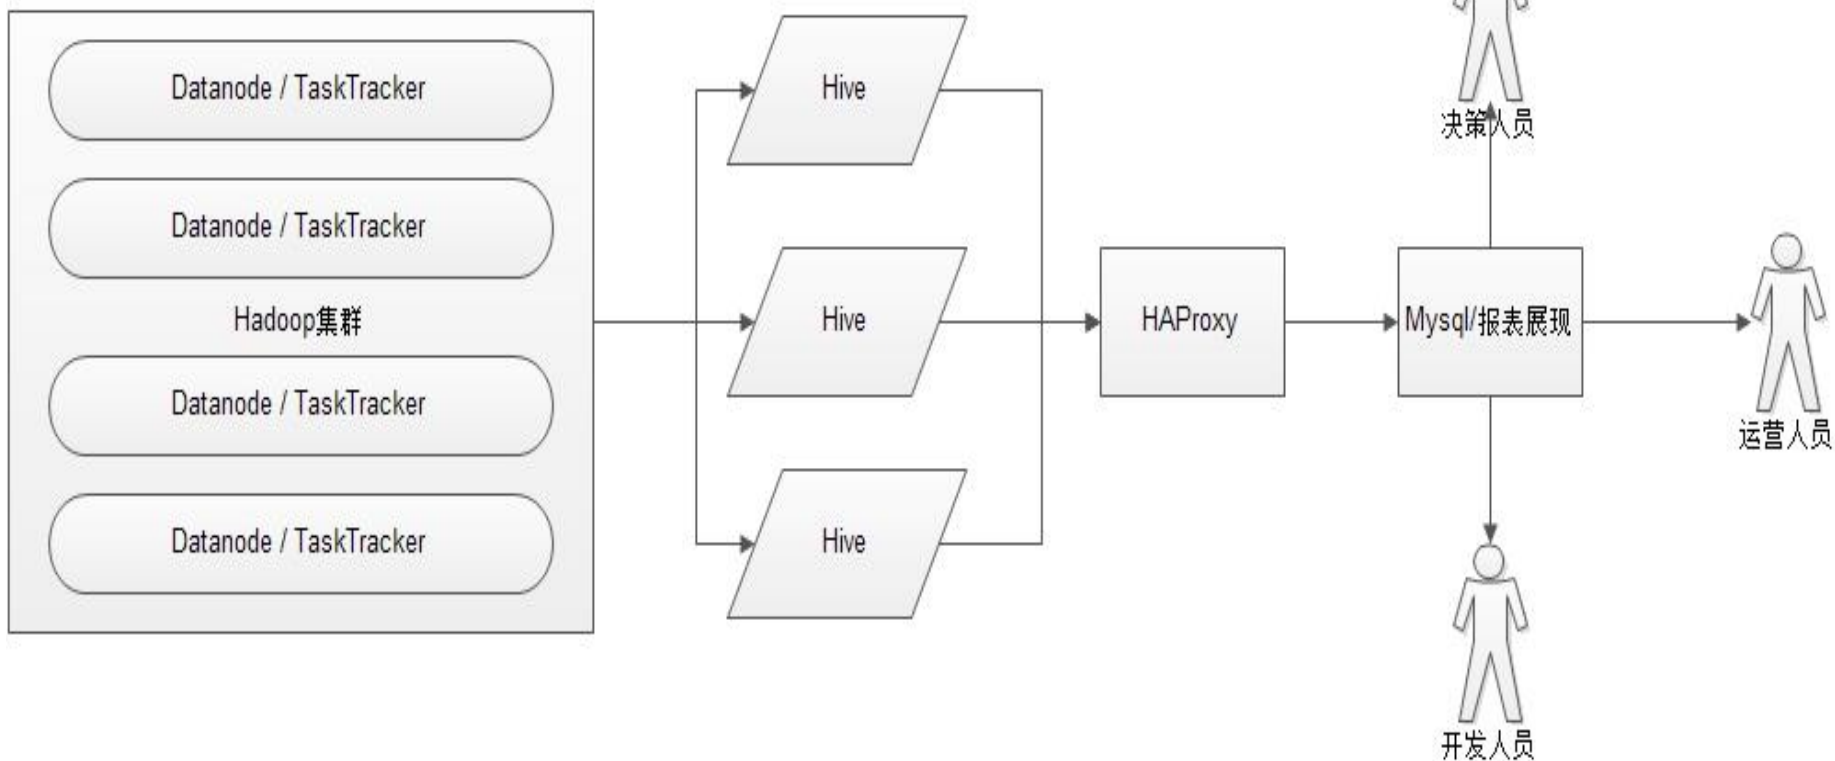 Datanode / TaskTracker
Datanode / TaskTracker
Hadoop集群
Datanode / TaskTracker
Datanode / TaskTracker
Hive
Hive
Hive
HAProxy
Mysql/报表展现
决策人员
运营人员
开发人员